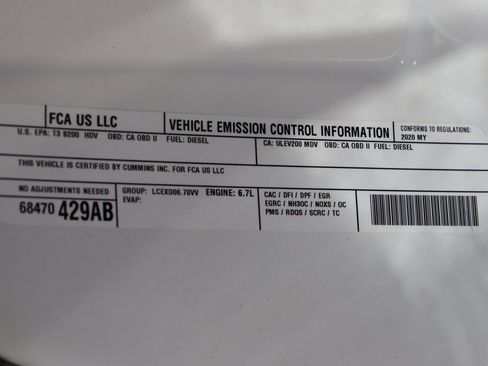 FCA US LLC
VEHICLE EMISSION CONTROL INFORMATION
CONFORMS TO REGULATIONS:
2020 MY
U.S. EPA: T3 B200 HDV OBD: CA OBD II FUEL: DIESEL
CA: ULEV200 MDV OBD: CA OBD II FUEL: DIESEL
THIS VEHICLE IS CERTIFIED BY CUMMINS INC. FOR FCA US LLC
NO ADJUSTMENTS NEEDED
68470 429AB
GROUP: LCEXD06.78VV ENGINE: 6.7L
EVAP:
CAC / DFI / DPF / EGR
EGRC / NH3OC / NOXS / OC
PMS / RDQS / SCRC / TC